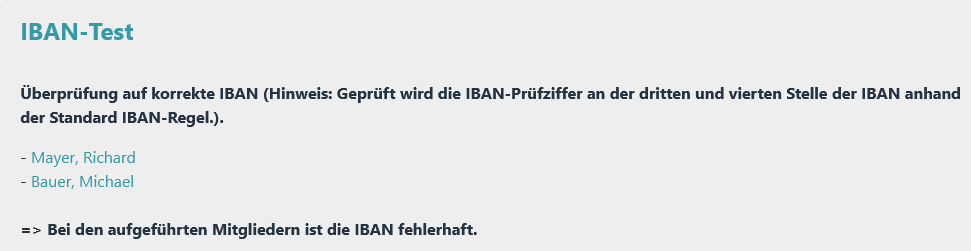 IBAN-Test
Überprüfung auf korrekte IBAN (Hinweis: Geprüft wird die IBAN-Prüfziffer an der dritten und vierten Stelle der IBAN anhand
der Standard IBAN-Regel.).
- Mayer, Richard
- Bauer, Michael
=> Bei den aufgeführten Mitgliedern ist die IBAN fehlerhaft.